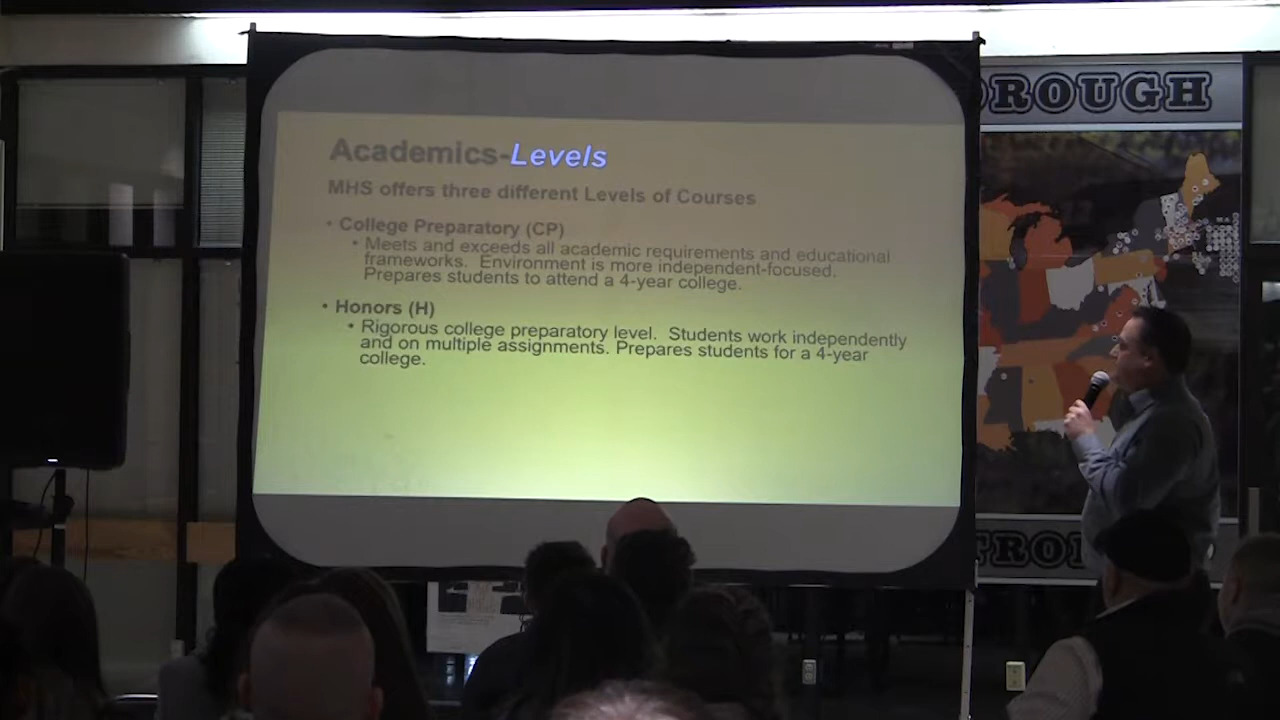 ROUGH
Academics-Levels
MHS offers three different Levels of Courses
• College Preparatory (CP)
• Meets and exceeds all academic requirements and educational
frameworks. Environment is more independent-focused.
Prepares students to attend a 4-year college.
• Honors (H)
• Rigorous college preparatory level. Students work independently
and on multiple assignments. Prepares students for a 4-year
college.
TRO